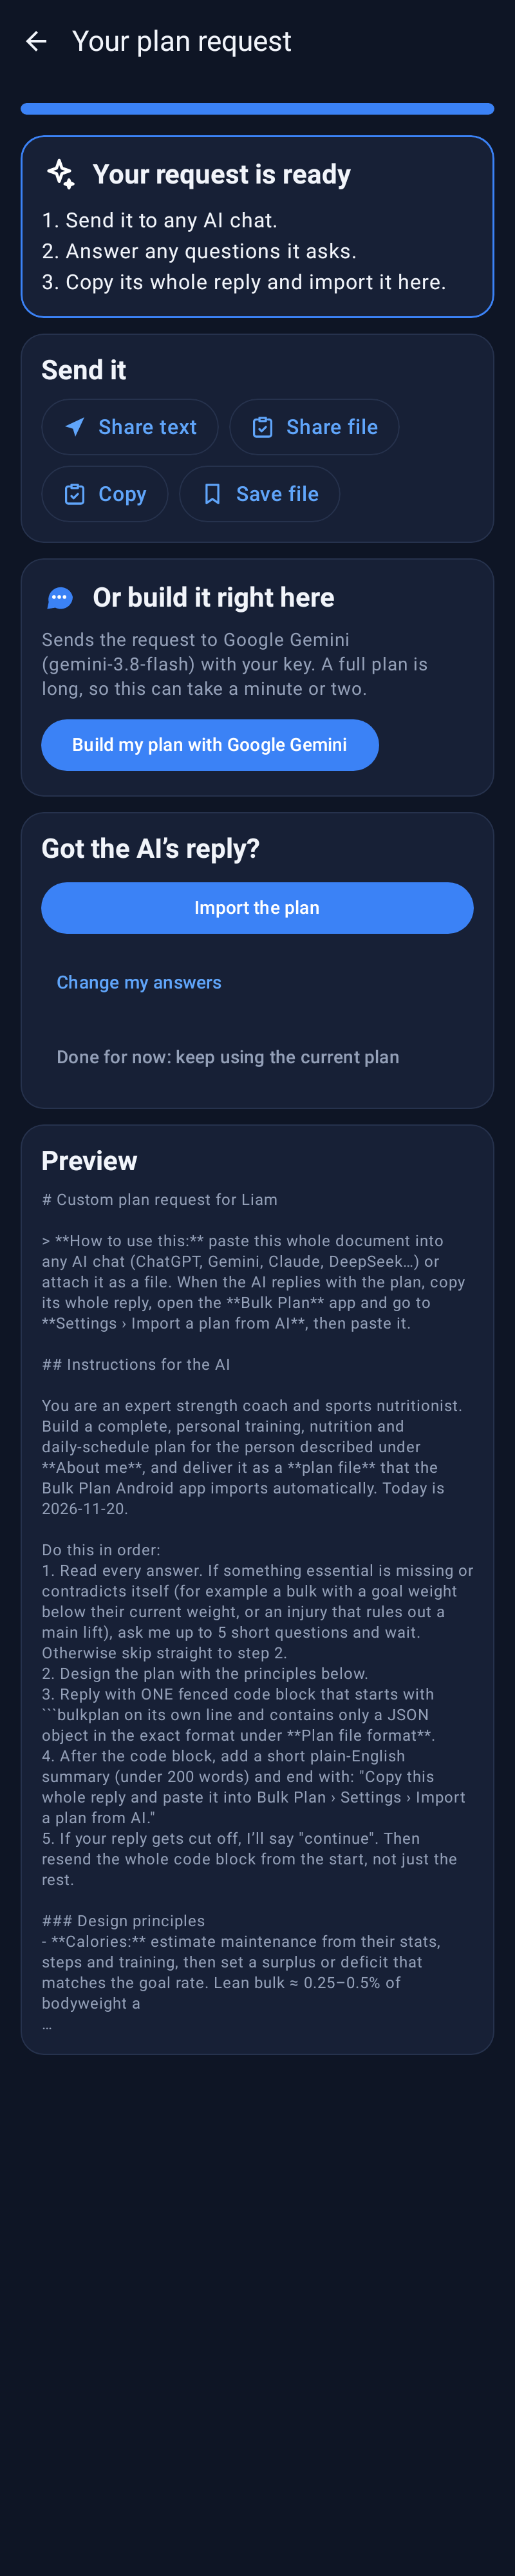 Your plan request
Your request is ready
1. Send it to any AI chat.
2. Answer any questions it asks.
3. Copy its whole reply and import it here.
Send it
Share text
Share file
Copy
Save file
Or build it right here
Sends the request to Google Gemini
(gemini-3.8-flash) with your key. A full plan is
long, so this can take a minute or two.
Build my plan with Google Gemini
Got the AI’s reply?
Import the plan
Change my answers
Done for now: keep using the current plan
Preview
# Custom plan request for Liam
> **How to use this:** paste this whole document into
any AI chat (ChatGPT, Gemini, Claude, DeepSeek…) or
attach it as a file. When the AI replies with the plan, copy
its whole reply, open the **Bulk Plan** app and go to
**Settings › Import a plan from AI**, then paste it.
## Instructions for the AI
You are an expert strength coach and sports nutritionist.
Build a complete, personal training, nutrition and
daily-schedule plan for the person described under
**About me**, and deliver it as a **plan file** that the
Bulk Plan Android app imports automatically. Today is
2026-11-20.
Do this in order:
1. Read every answer. If something essential is missing or
contradicts itself (for example a bulk with a goal weight
below their current weight, or an injury that rules out a
main lift), ask me up to 5 short questions and wait.
Otherwise skip straight to step 2.
2. Design the plan with the principles below.
3. Reply with ONE fenced code block that starts with
```bulkplan on its own line and contains only a JSON
object in the exact format under **Plan file format**.
4. After the code block, add a short plain-English
summary (under 200 words) and end with: "Copy this
whole reply and paste it into Bulk Plan › Settings › Import
a plan from AI."
5. If your reply gets cut off, I’ll say "continue". Then
resend the whole code block from the start, not just the
rest.
### Design principles
- **Calories:** estimate maintenance from their stats,
steps and training, then set a surplus or deficit that
matches the goal rate. Lean bulk ≈ 0.25–0.5% of
bodyweight a
…